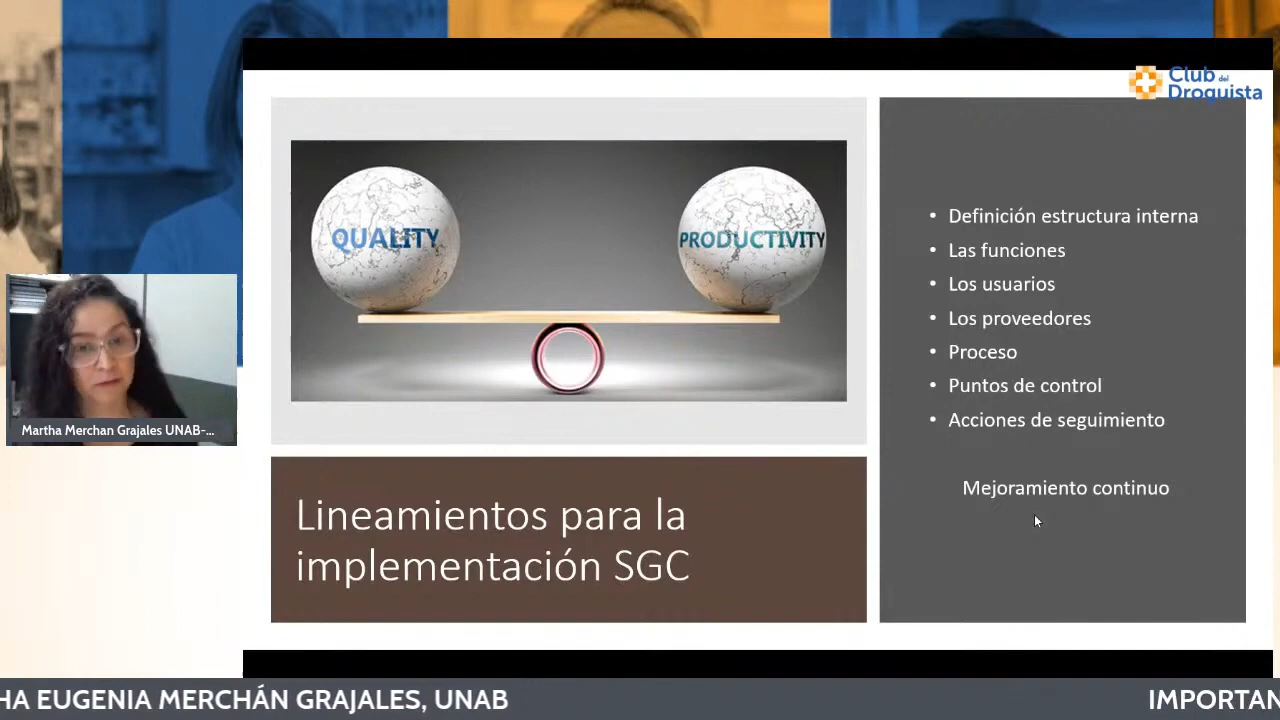 Club del
Droguista
QUALITY
PRODUCTIVITY
• Definición estructura interna
• Las funciones
• Los usuarios
• Los proveedores
• Proceso
• Puntos de control
• Acciones de seguimiento
Mejoramiento continuo
Martha Merchan Grajales UNAB-...
Lineamientos para la
implementación SGC
HA EUGENIA MERCHÁN GRAJALES, UNAB
IMPORTAN